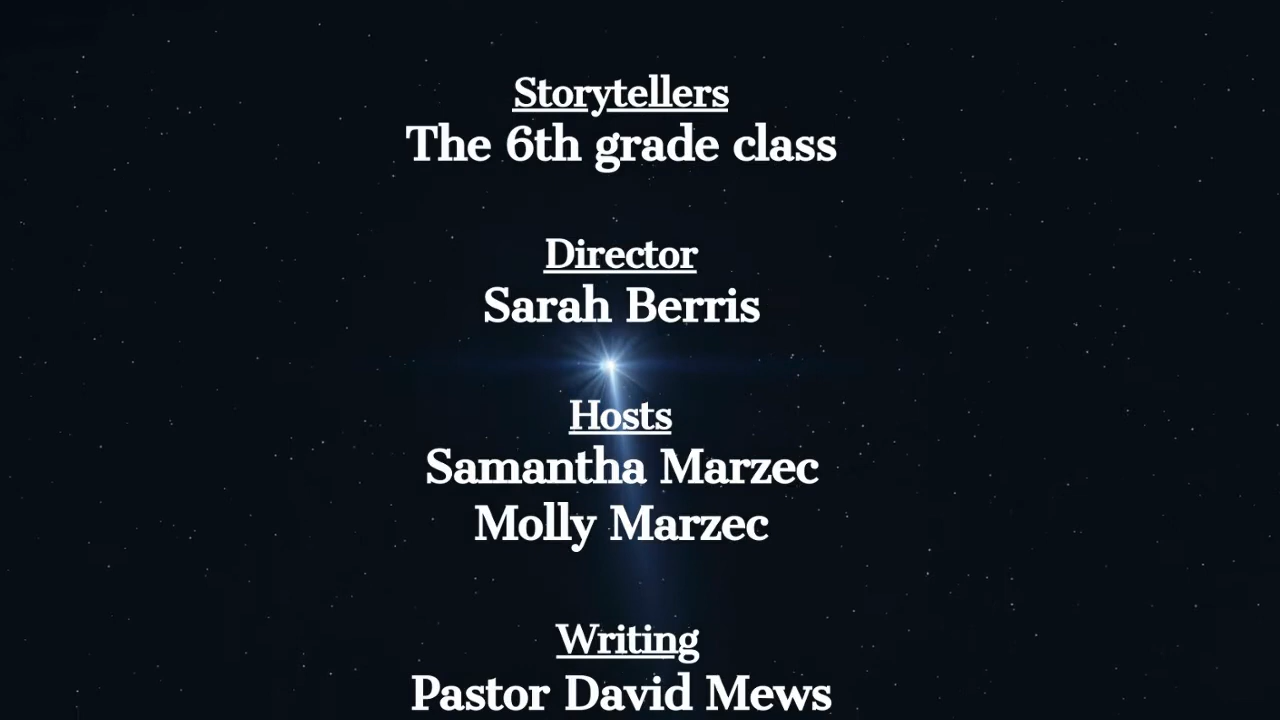 Storytellers
The 6th grade class
Director
Sarah Berris
Hosts
Samantha Marzec
Molly Marzec
Writing
Pastor David Mews